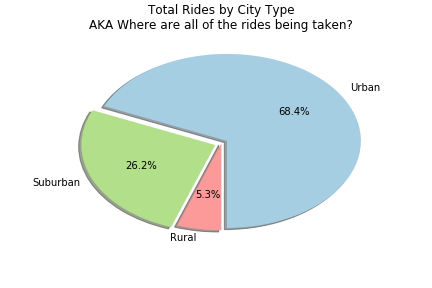 Total Rides by City Type
AKA Where are all of the rides being taken?
Urban
68.4%
26.2%
Suburban
5.3%
Rural